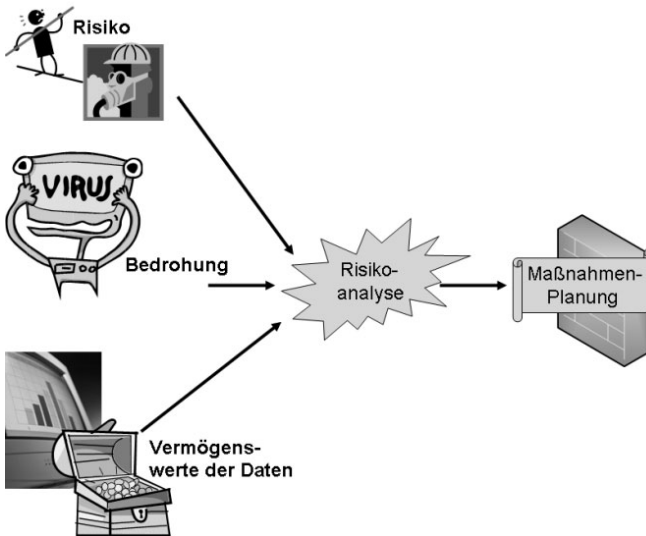 Risiko
VIRUS
Bedrohung
Risiko-
analyse
Maßnahmen-
Planung
Vermögens-
werte der Daten